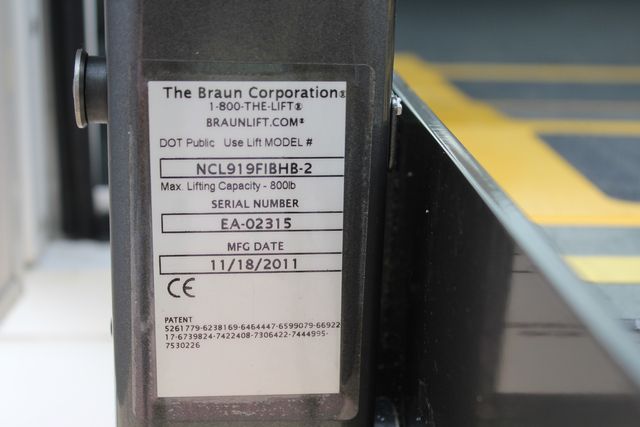 The Braun Corporation®
1-800-THE-LIFT®
BRAUNLIFT.COM®
DOT Public Use Lift MODEL #
NCL919FIBHB-2
Max. Lifting Capacity - 800lb
SERIAL NUMBER
EA-02315
MFG DATE
11/18/2011
CE
PATENT
5261779-6238169-6464447-6599079-66922
17-6739824-7422408-7306422-7444995-
7530226